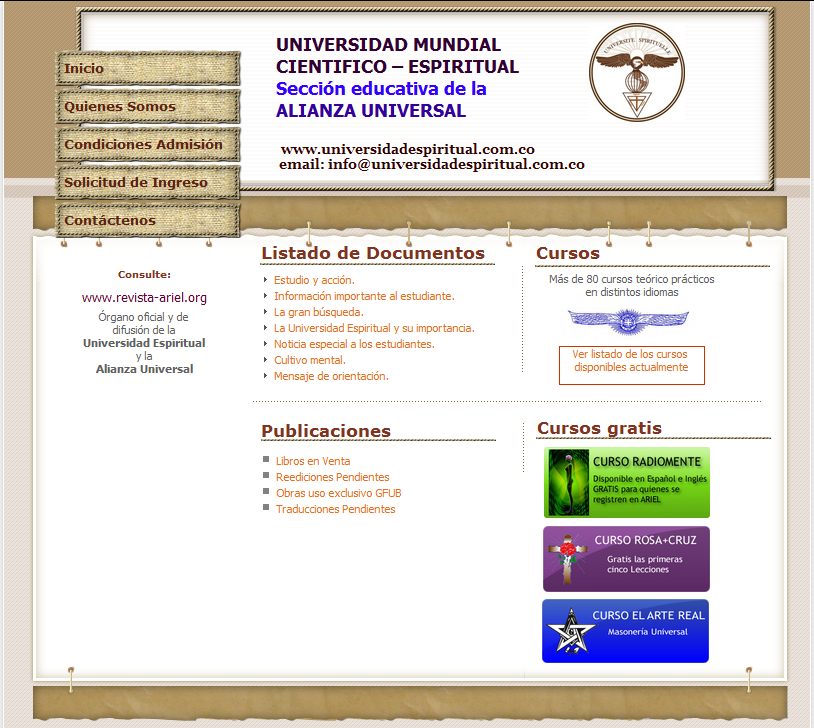 UNIVERSIDAD MUNDIAL
CIENTIFICO – ESPIRITUAL
Sección educativa de la
ALIANZA UNIVERSAL
UNIVERSITE SPIRITUELLE
www.universidadespiritual.com.co
email: info@universidadespiritual.com.co
Inicio
Quienes Somos
Condiciones Admisión
Solicitud de Ingreso
Contáctenos
Consulte:
www.revista-ariel.org
Órgano oficial y de
difusión de la
Universidad Espiritual
y la
Alianza Universal
Listado de Documentos
Estudio y acción.
Información importante al estudiante.
La gran búsqueda.
La Universidad Espiritual y su importancia.
Noticia especial a los estudiantes.
Cultivo mental.
Mensaje de orientación.
Cursos
Más de 80 cursos teórico prácticos
en distintos idiomas
Ver listado de los cursos
disponibles actualmente
Publicaciones
Libros en Venta
Reediciones Pendientes
Obras uso exclusivo GFUB
Traducciones Pendientes
Cursos gratis
CURSO RADIOMENTE
Disponible en Español e Inglés
GRATIS para quienes se
registren en ARIEL
CURSO ROSA+CRUZ
Gratis las primeras
cinco Lecciones
CURSO EL ARTE REAL
Masonería Universal